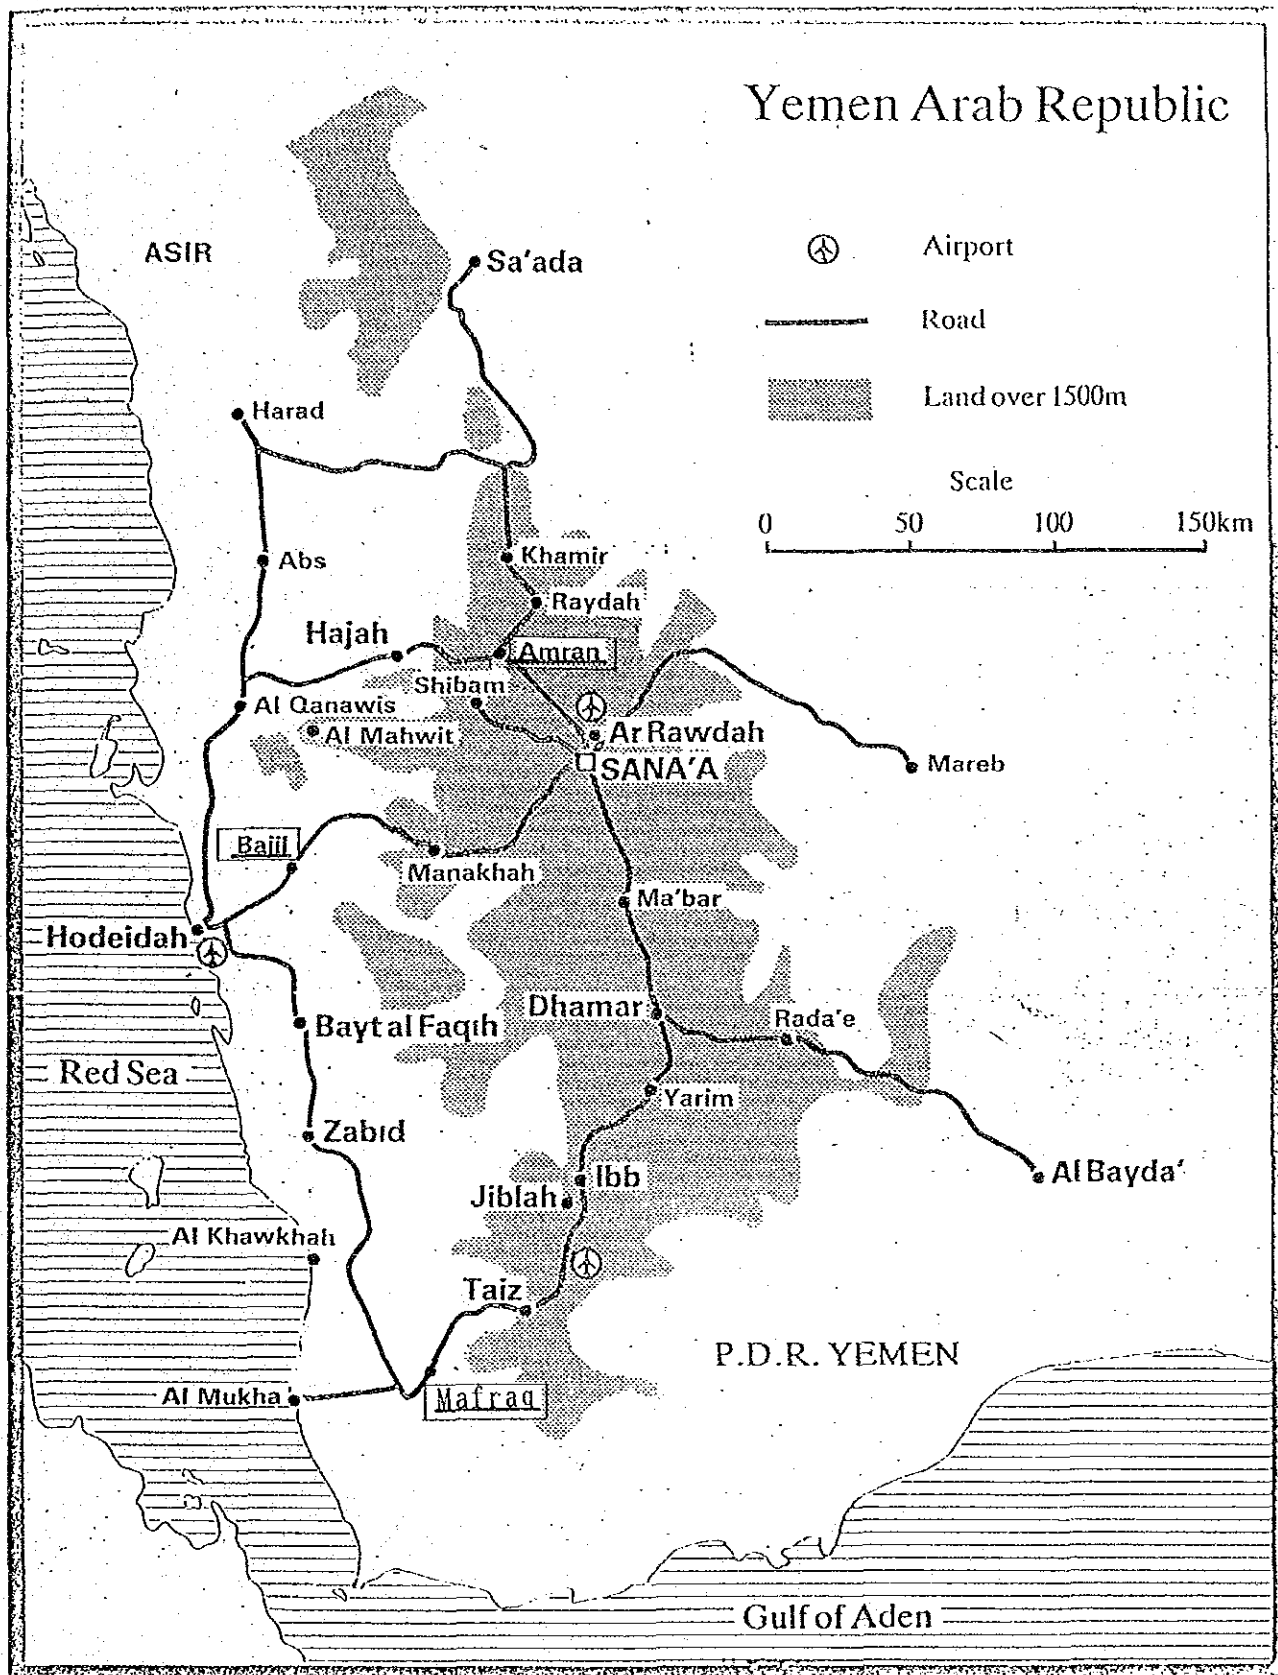 Yemen Arab Republic
ASIR
Airport
Sa'ada
Road
Land over 1500m
Harad
Scale
0 50 100 150km
Khamir
Abs
Raydah
Hajah
Amran
Shibam
Al Qanawis
Al Mahwit
Ar Rawdah
SANA'A
Mareb
Bajil
Manakhah
Ma'bar
Hodeidah
Dhamar
Rada'e
Bayt al Faqih
Red Sea
Yarim
Zabid
Ibb
Al Bayda'
Jiblah
Al Khawkhah
Taiz
P.D.R. YEMEN
Al Mukha'
Mafraq
Gulf of Aden